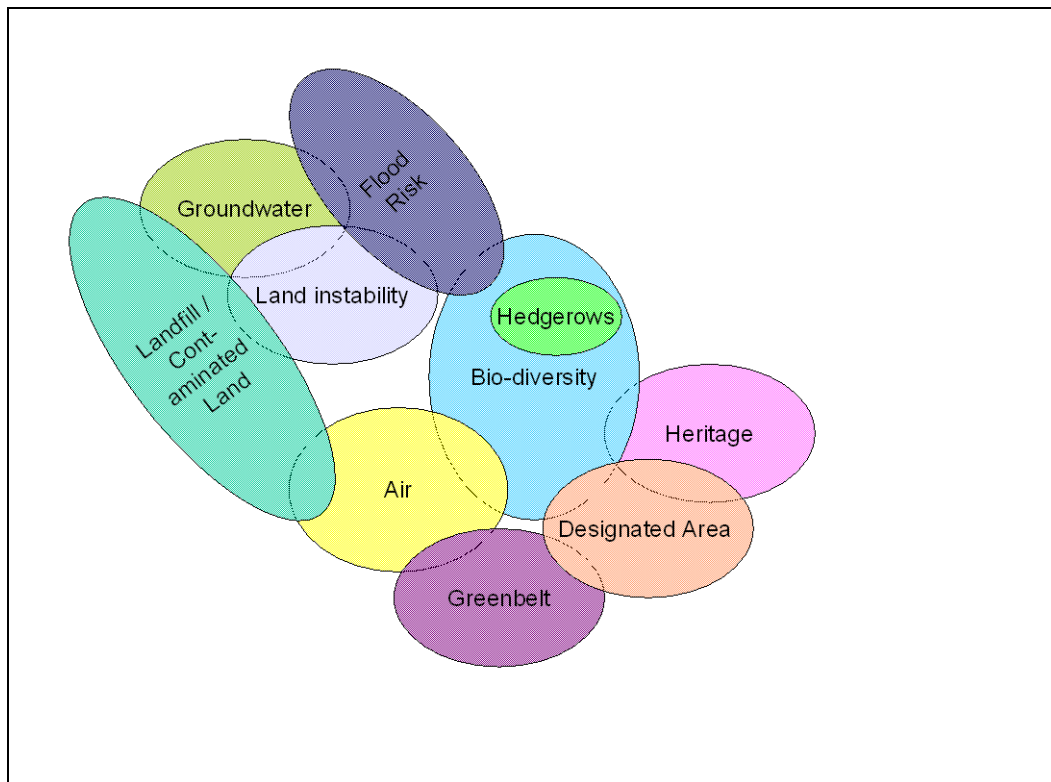 Flood
Risk
Groundwater
Land instability
Hedgerows
Landfill /
Cont-
aminated
Land
Bio-diversity
Heritage
Air
Designated Area
Greenbelt